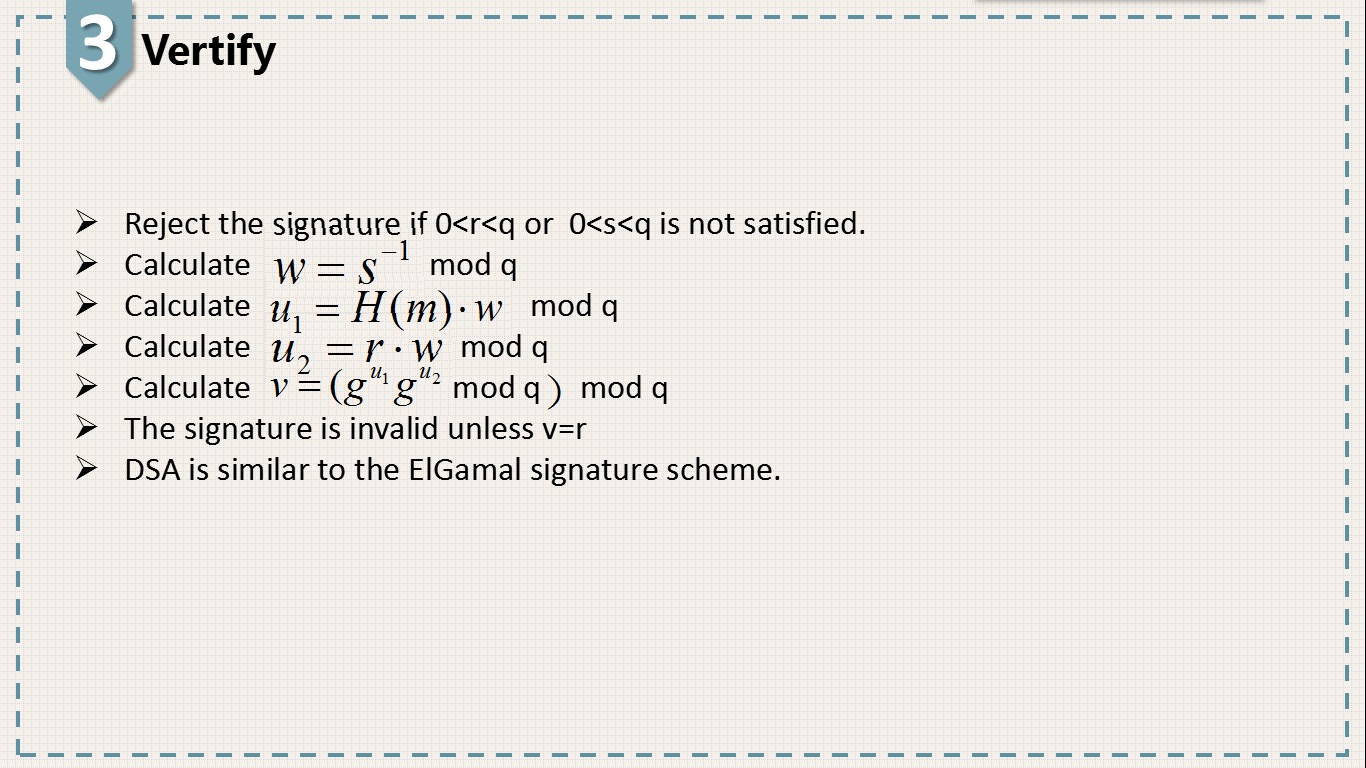 3 Vertify
➢ Reject the signature if 0<r<q or 0<s<q is not satisfied.
➢ Calculate w = s⁻¹ mod q
➢ Calculate u₁ = H(m)·w mod q
➢ Calculate u₂ = r·w mod q
➢ Calculate v = (g^u₁ g^u₂ mod q) mod q
➢ The signature is invalid unless v=r
➢ DSA is similar to the ElGamal signature scheme.